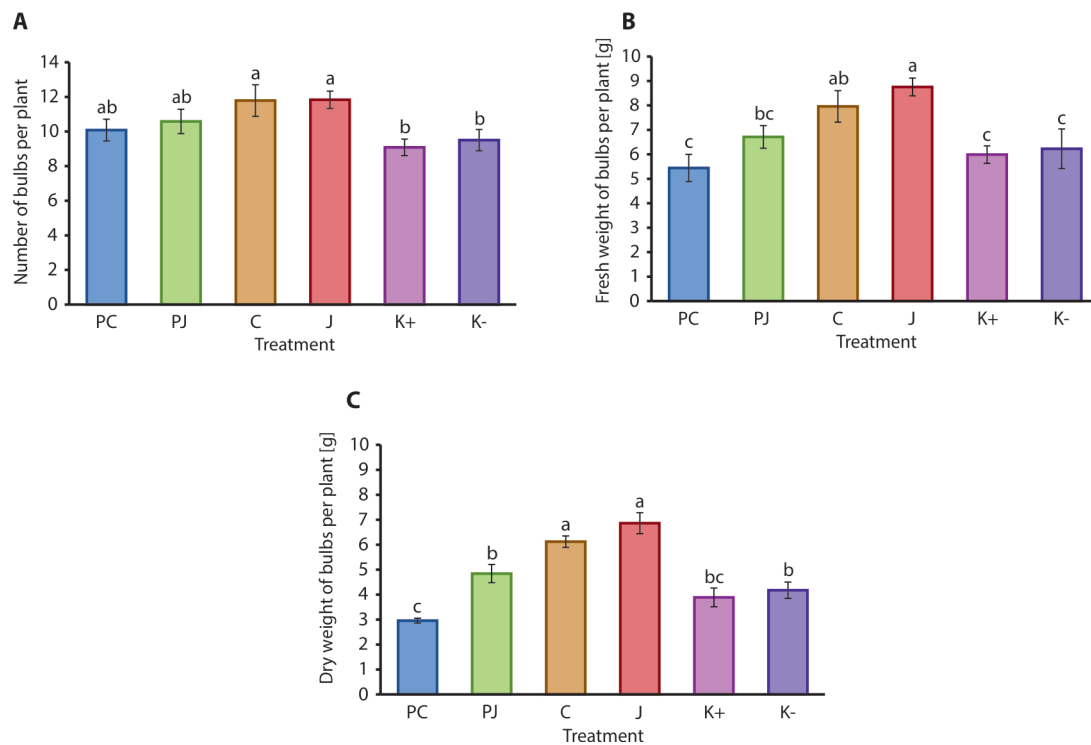 A
Number of bulbs per plant
14
12
10
8
6
4
2
0
ab
ab
a
a
b
b
PC PJ C J K+ K-
Treatment
B
Fresh weight of bulbs per plant [g]
10
9
8
7
6
5
4
3
2
1
0
c
bc
ab
a
c
c
PC PJ C J K+ K-
Treatment
C
Dry weight of bulbs per plant [g]
10
9
8
7
6
5
4
3
2
1
0
c
b
a
a
bc
b
PC PJ C J K+ K-
Treatment